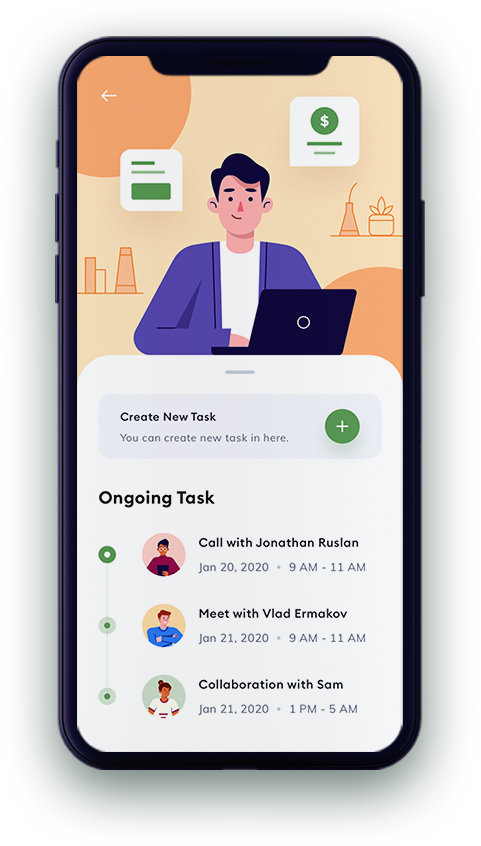 $
Create New Task
You can create new task in here.
Ongoing Task
Call with Jonathan Ruslan
Jan 20, 2020 • 9 AM - 11 AM
Meet with Vlad Ermakov
Jan 21, 2020 • 9 AM - 11 AM
Collaboration with Sam
Jan 21, 2020 • 1 PM - 5 AM